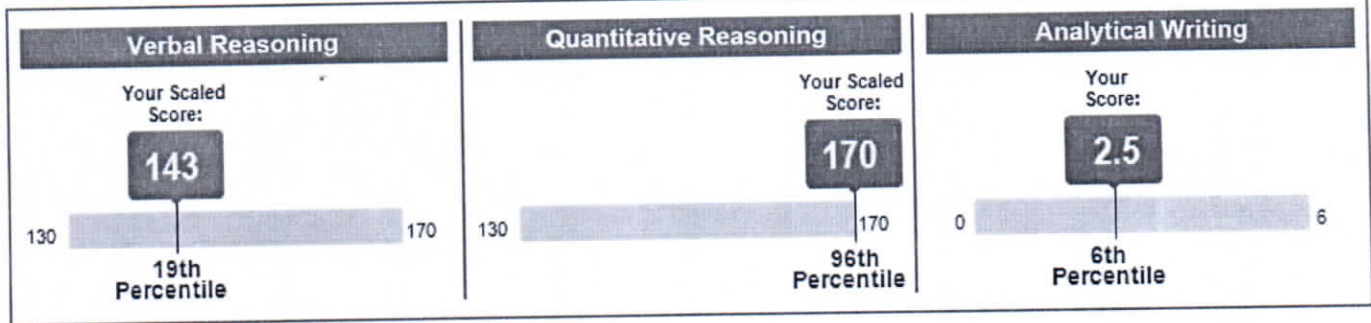 Verbal Reasoning
Your Scaled
Score:
143
130
170
19th
Percentile
Quantitative Reasoning
Your Scaled
Score:
170
130
170
96th
Percentile
Analytical Writing
Your
Score:
2.5
0
6
6th
Percentile